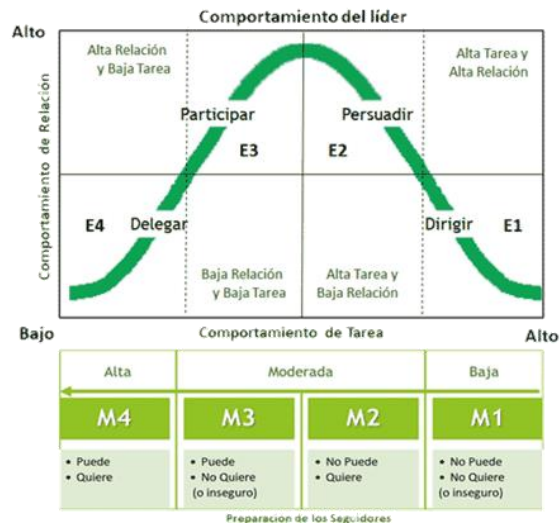 Comportamiento del líder
Alto
Alta Relación
y Baja Tarea
Alta Tarea y
Alta Relación
Participar
Persuadir
E3
E2
Comportamiento de Relación
E4
Delegar
Dirigir
E1
Baja Relación
y Baja Tarea
Alta Tarea y
Baja Relación
Bajo
Comportamiento de Tarea
Alto
Alta
Moderada
Baja
M4
M3
M2
M1
• Puede
• Quiere
• Puede
• No Quiere
(o inseguro)
• No Puede
• Quiere
• No Puede
• No Quiere
(o inseguro)
Preparación de los Seguidores